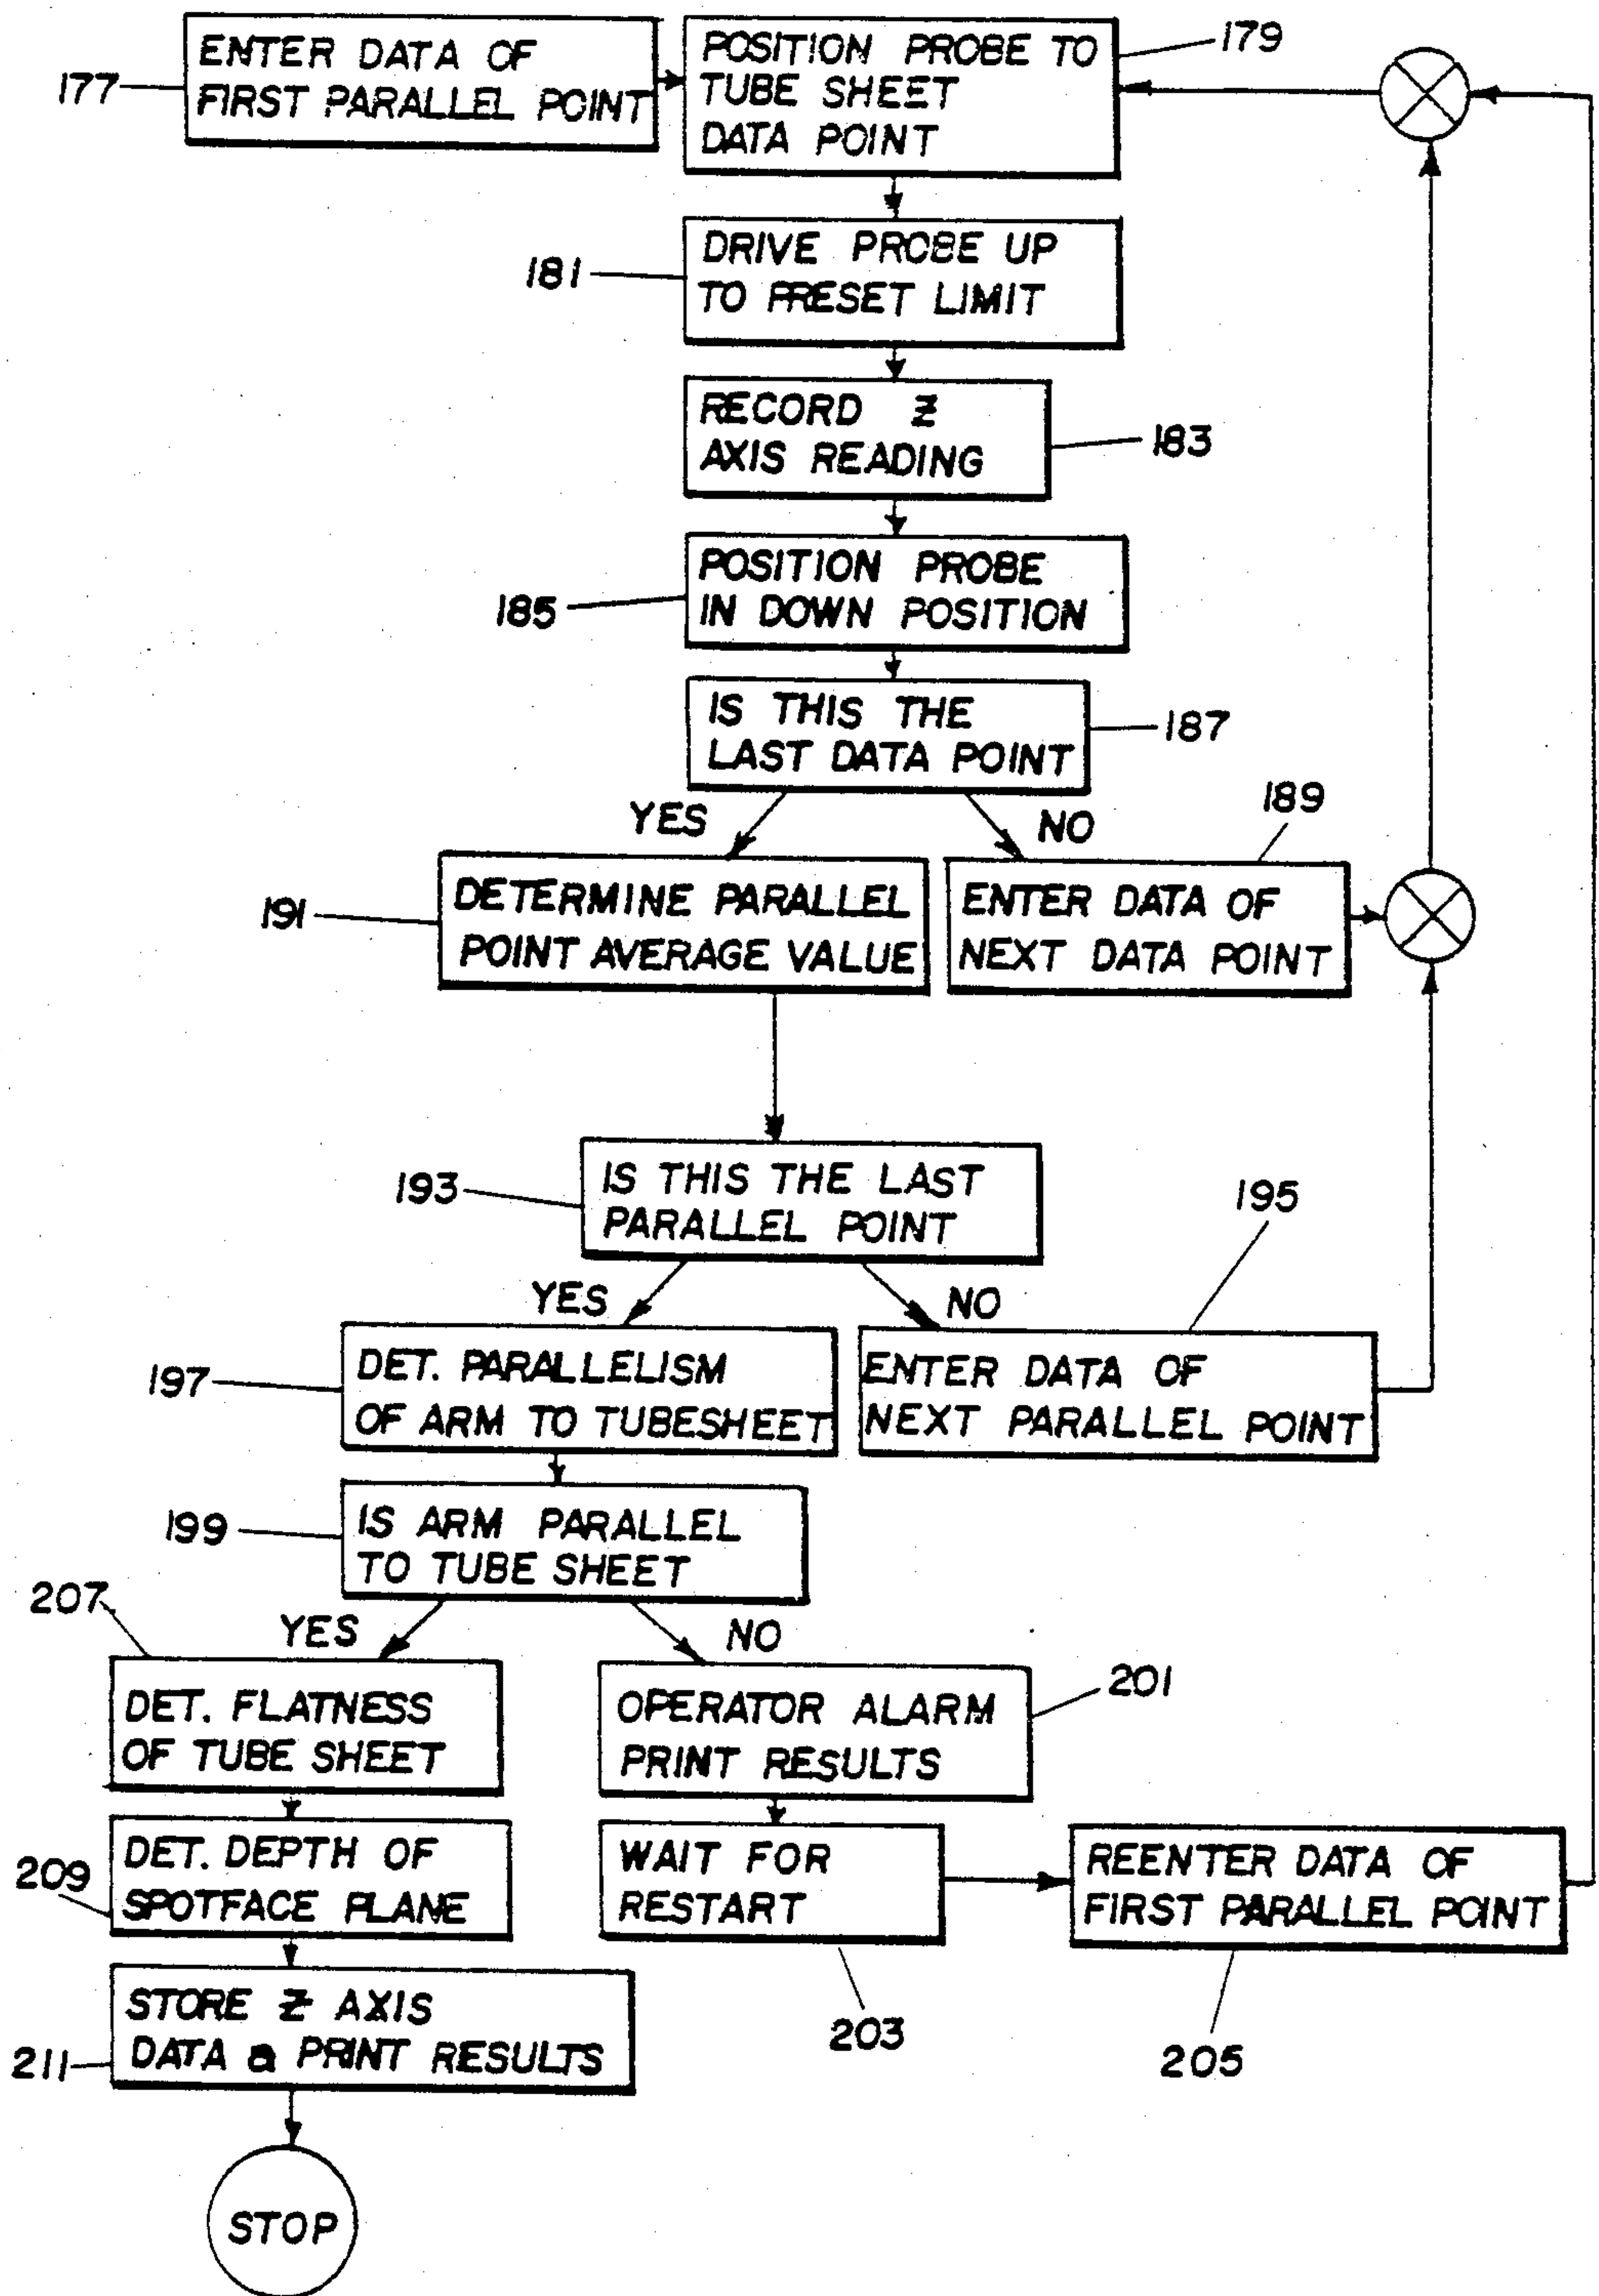 ENTER DATA OF
FIRST PARALLEL POINT
177
POSITION PROBE TO
TUBE SHEET
DATA POINT
179
DRIVE PROBE UP
TO PRESET LIMIT
181
RECORD Z
AXIS READING
183
POSITION PROBE
IN DOWN POSITION
185
IS THIS THE
LAST DATA POINT
187
YES
NO
189
DETERMINE PARALLEL
POINT AVERAGE VALUE
191
ENTER DATA OF
NEXT DATA POINT
IS THIS THE LAST
PARALLEL POINT
193
195
YES
NO
DET. PARALLELISM
OF ARM TO TUBESHEET
197
ENTER DATA OF
NEXT PARALLEL POINT
IS ARM PARALLEL
TO TUBE SHEET
199
207
YES
NO
DET. FLATNESS
OF TUBE SHEET
OPERATOR ALARM
PRINT RESULTS
201
DET. DEPTH OF
SPOTFACE PLANE
209
WAIT FOR
RESTART
203
REENTER DATA OF
FIRST PARALLEL POINT
205
STORE Z AXIS
DATA a PRINT RESULTS
211
STOP